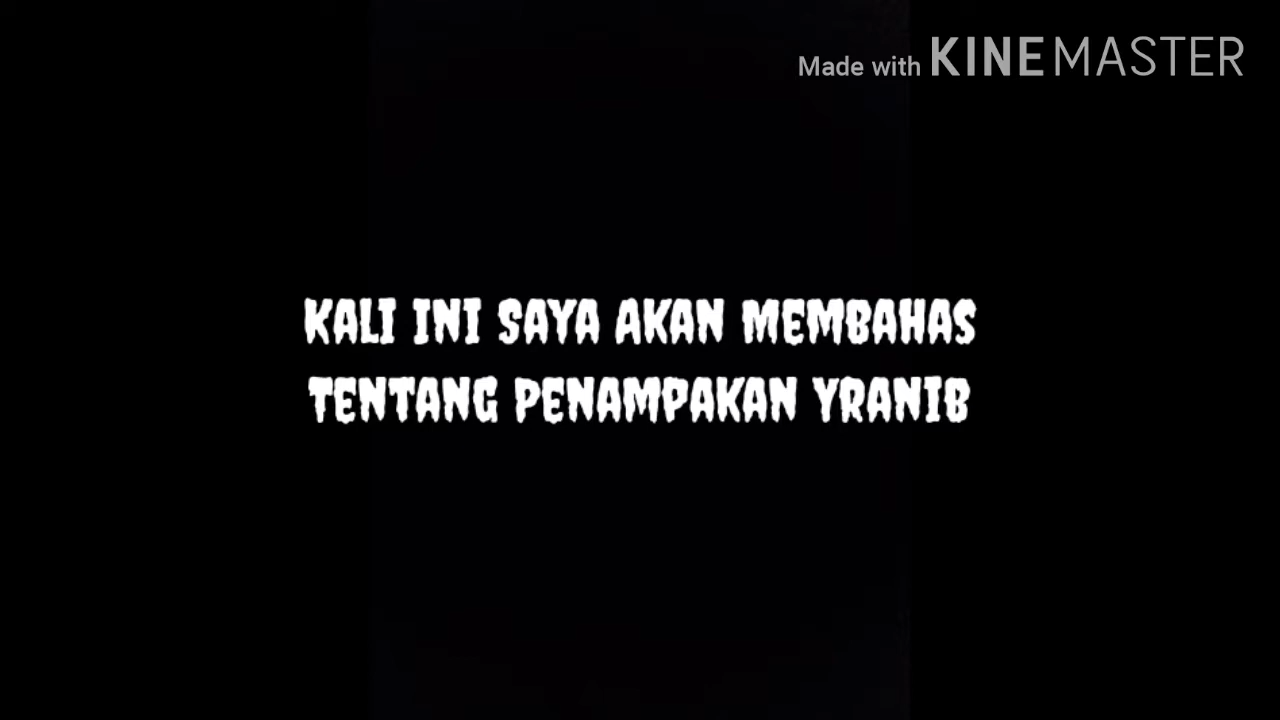 Made with KINEMASTER
KALI INI SAYA AKAN MEMBAHAS
TENTANG PENAMPAKAN YRANIB